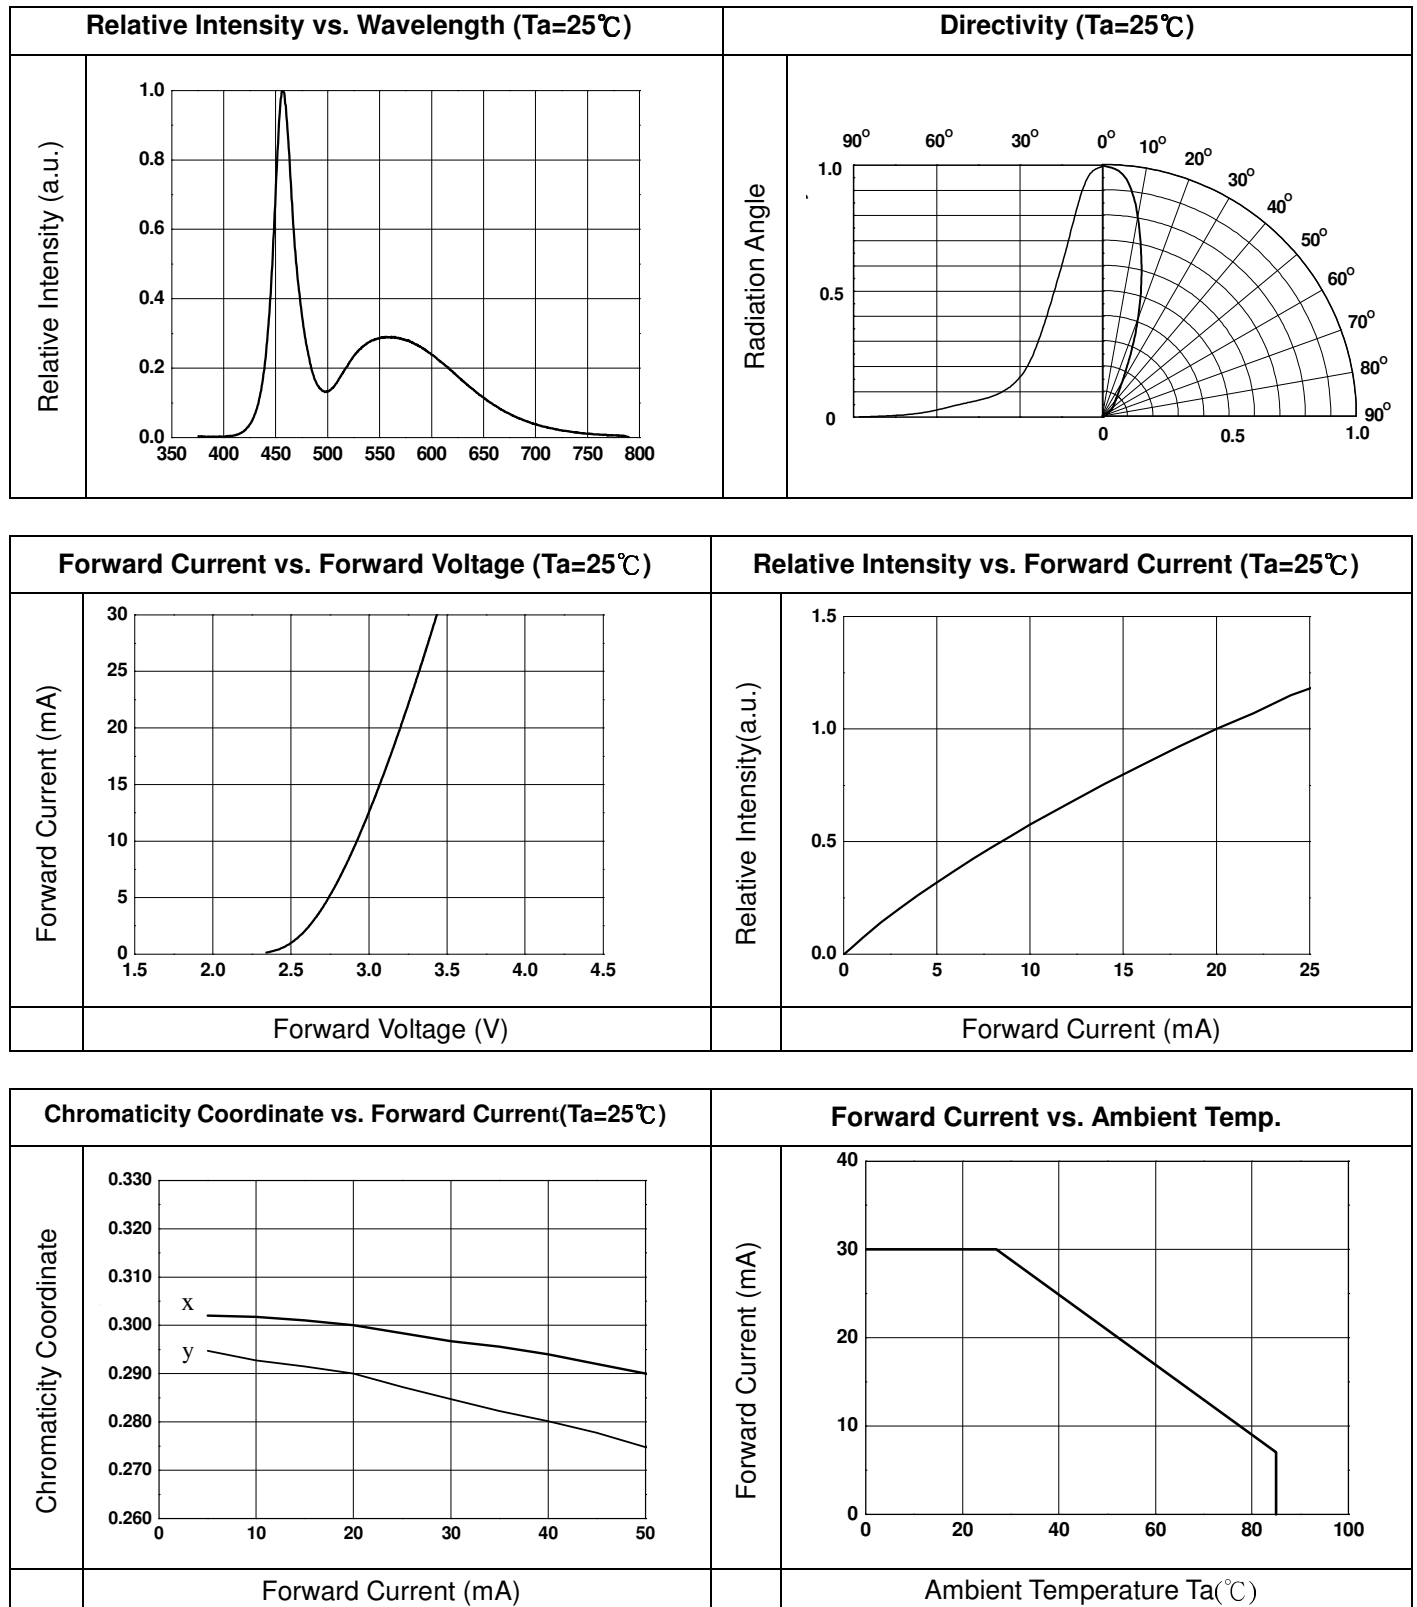 Relative Intensity vs. Wavelength (Ta=25℃)
Relative Intensity (a.u.)
1.0
0.8
0.6
0.4
0.2
0.0
350 400 450 500 550 600 650 700 750 800
Directivity (Ta=25℃)
Radiation Angle
90° 60° 30° 0° 10° 20° 30° 40° 50° 60° 70° 80° 90°
1.0
0.5
0
0 0.5 1.0
Forward Current vs. Forward Voltage (Ta=25℃)
Forward Current (mA)
30
25
20
15
10
5
0
1.5 2.0 2.5 3.0 3.5 4.0 4.5
Forward Voltage (V)
Relative Intensity vs. Forward Current (Ta=25℃)
Relative Intensity(a.u.)
1.5
1.0
0.5
0.0
0 5 10 15 20 25
Forward Current (mA)
Chromaticity Coordinate vs. Forward Current(Ta=25℃)
Chromaticity Coordinate
0.330
0.320
0.310
0.300
0.290
0.280
0.270
0.260
x
y
0 10 20 30 40 50
Forward Current (mA)
Forward Current vs. Ambient Temp.
Forward Current (mA)
40
30
20
10
0
0 20 40 60 80 100
Ambient Temperature Ta(℃)